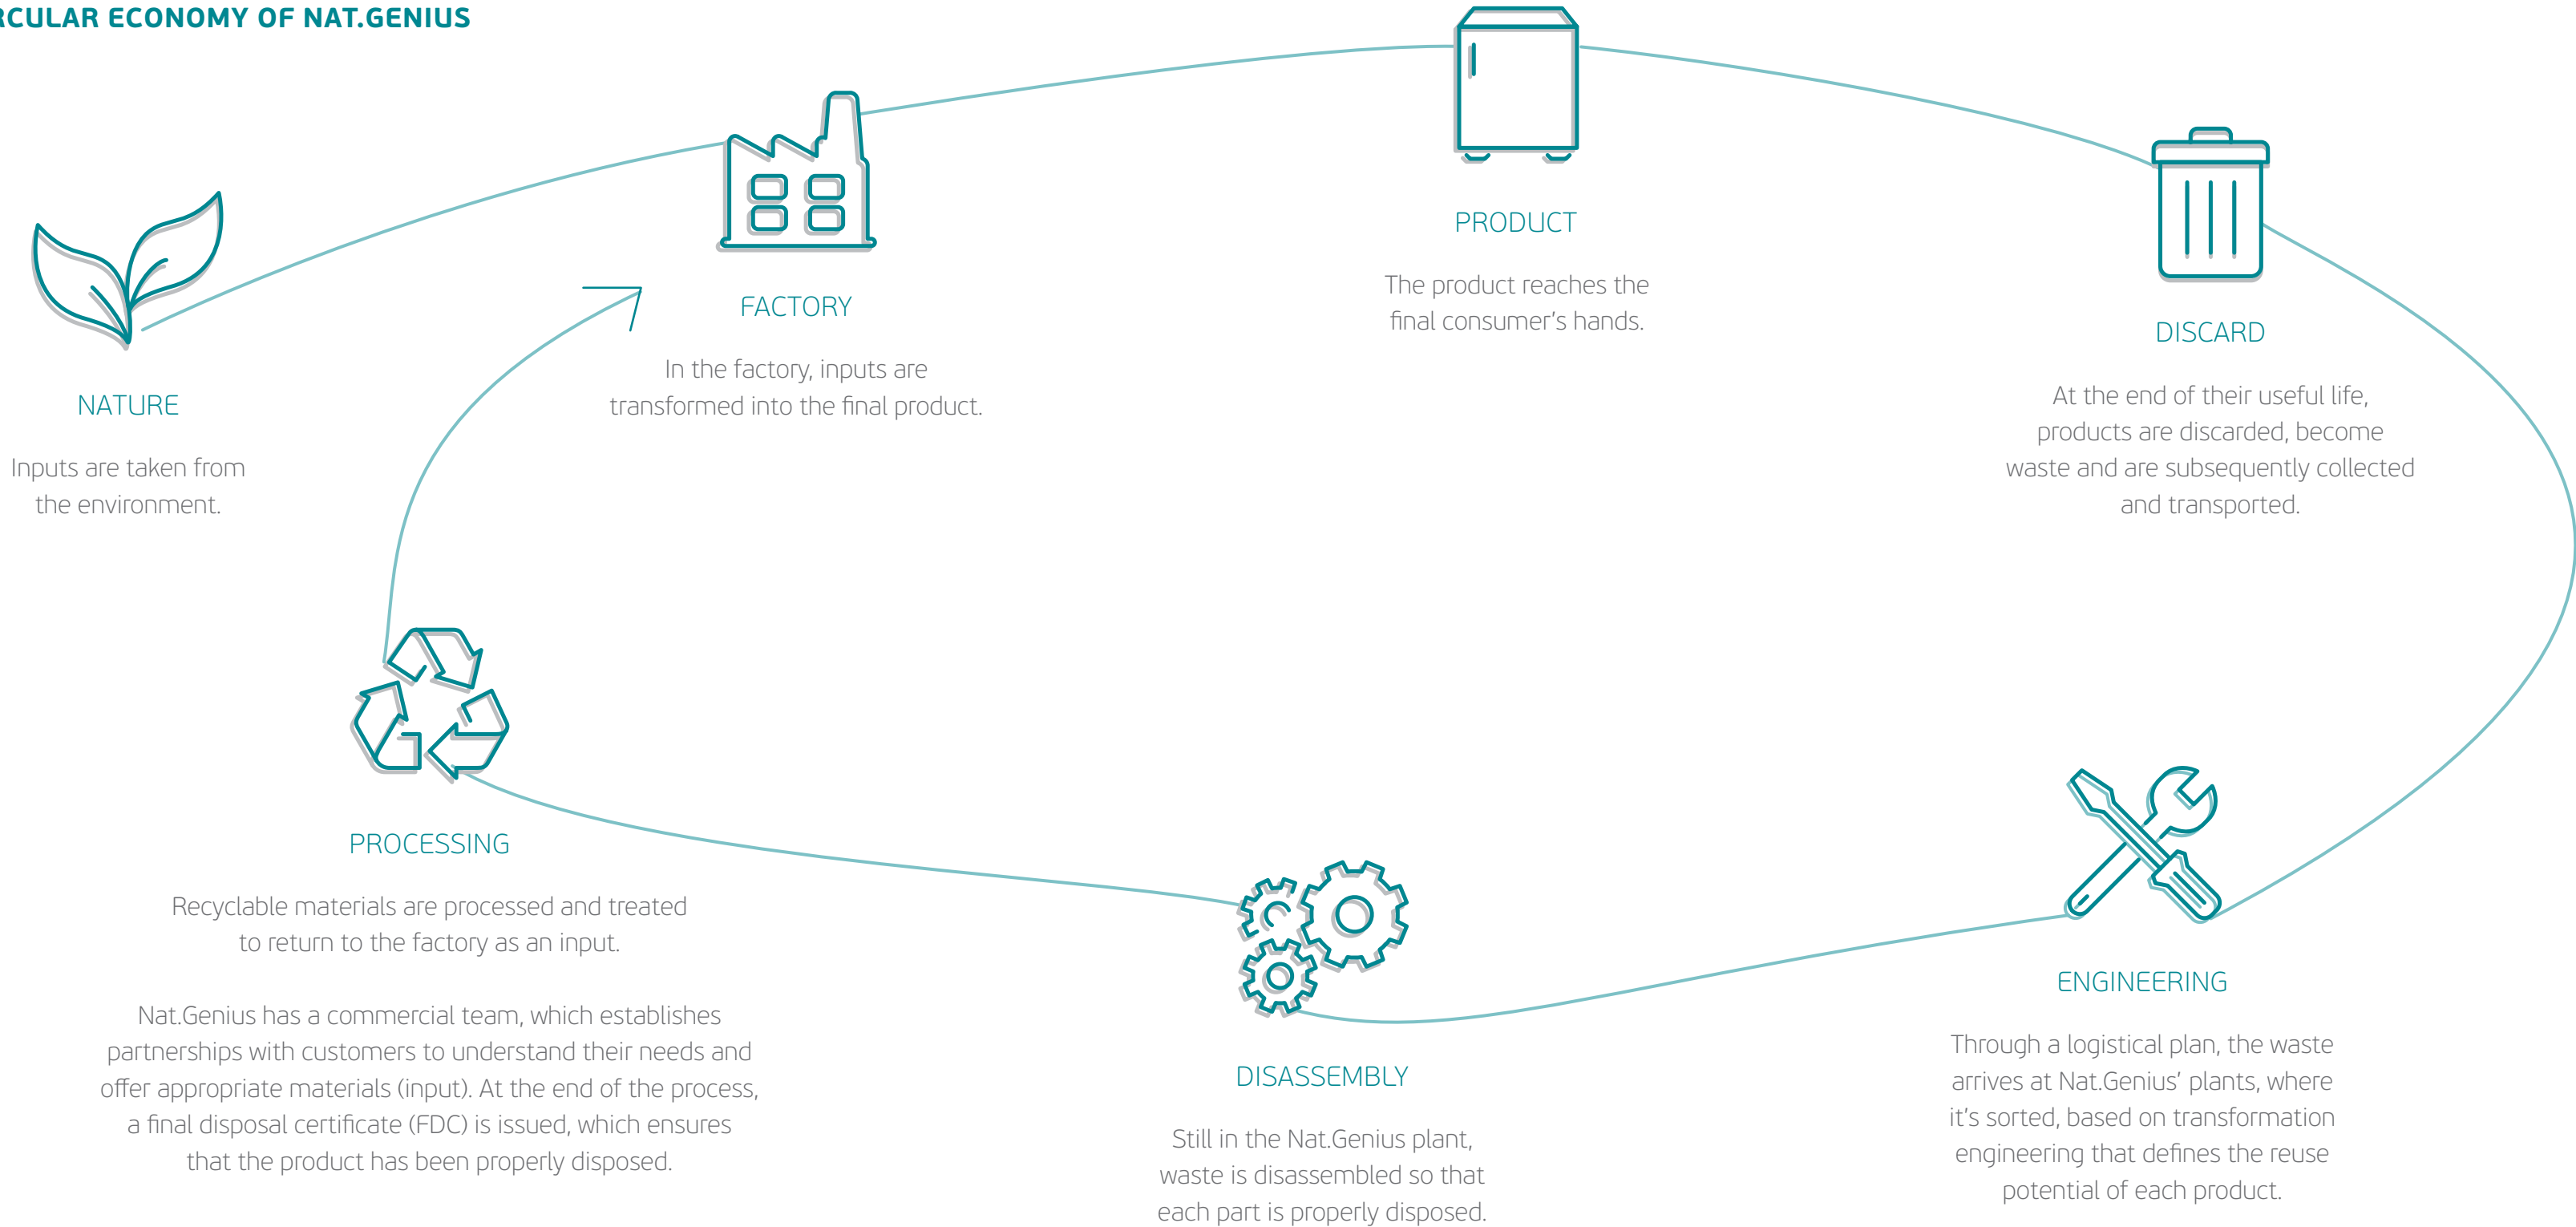 RCULAR ECONOMY OF NAT.GENIUS
NATURE
Inputs are taken from
the environment.
FACTORY
In the factory, inputs are
transformed into the final product.
PRODUCT
The product reaches the
final consumer's hands.
DISCARD
At the end of their useful life,
products are discarded, become
waste and are subsequently collected
and transported.
ENGINEERING
Through a logistical plan, the waste
arrives at Nat.Genius' plants, where
it's sorted, based on transformation
engineering that defines the reuse
potential of each product.
DISASSEMBLY
Still in the Nat.Genius plant,
waste is disassembled so that
each part is properly disposed.
PROCESSING
Recyclable materials are processed and treated
to return to the factory as an input.
Nat.Genius has a commercial team, which establishes
partnerships with customers to understand their needs and
offer appropriate materials (input). At the end of the process,
a final disposal certificate (FDC) is issued, which ensures
that the product has been properly disposed.